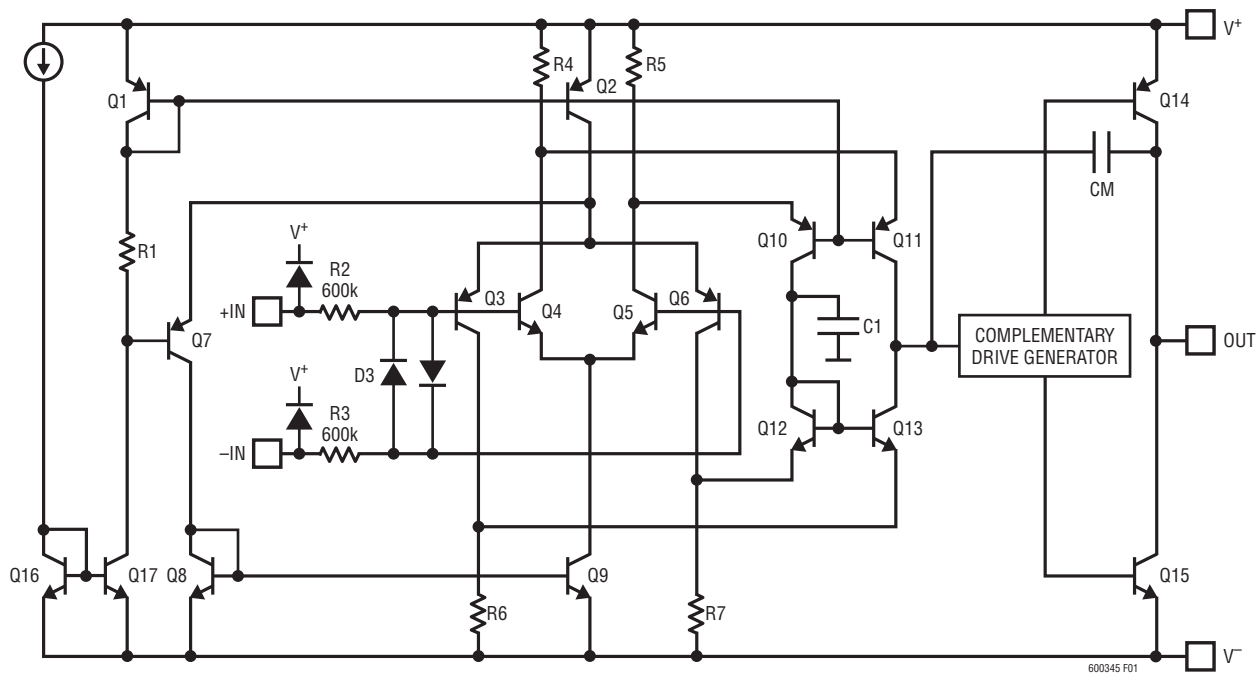 V+
R4
Q2
R5
Q1
Q14
CM
R1
V+
R2
600k
Q10
Q11
+IN
Q3
Q4
Q5
Q6
Q7
C1
COMPLEMENTARY
DRIVE GENERATOR
OUT
D3
V+
R3
600k
–IN
Q12
Q13
Q16
Q17
Q8
Q9
Q15
R6
R7
V–
600345 F01